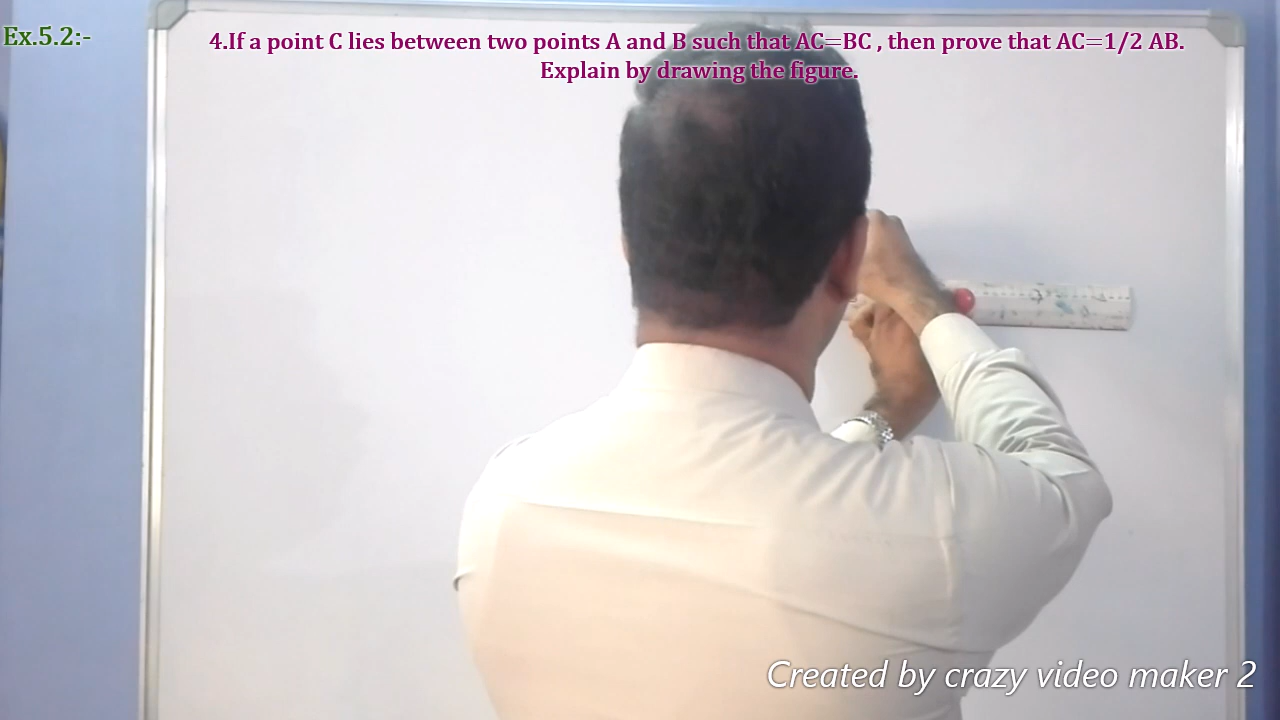 Ex.5.2:-
4.If a point C lies between two points A and B such that AC=BC , then prove that AC=1/2 AB.
Explain by drawing the figure.
Created by crazy video maker 2